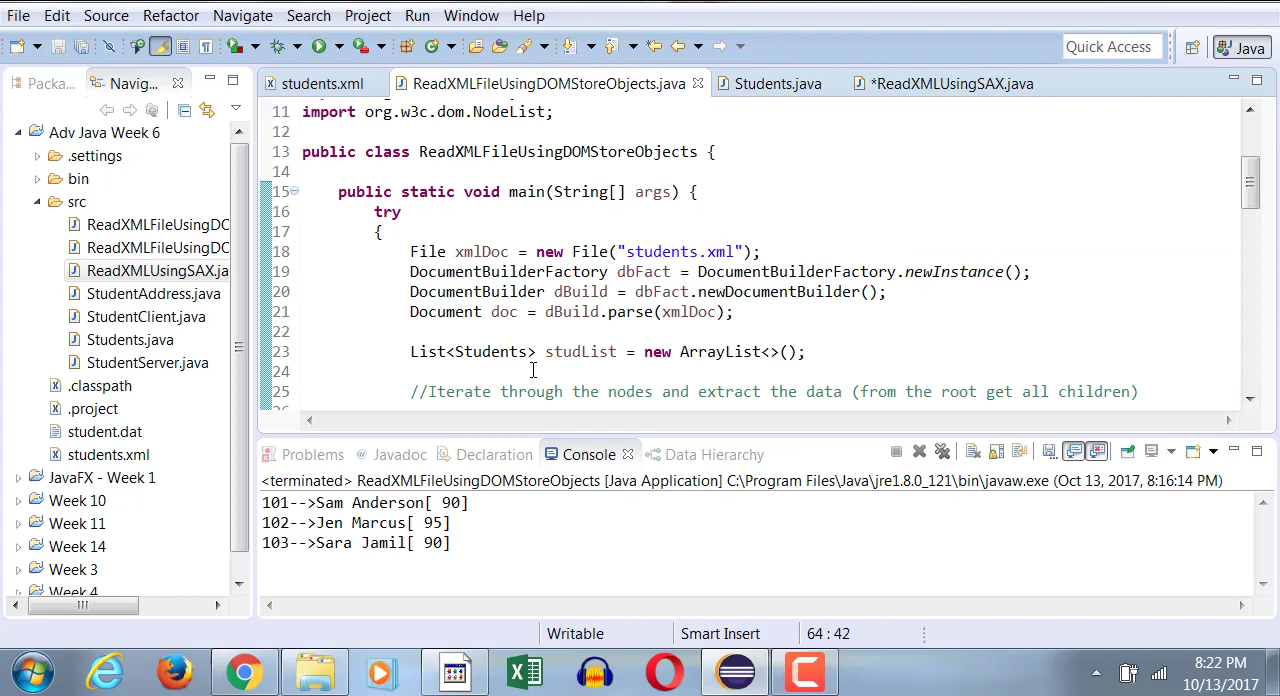 File Edit Source Refactor Navigate Search Project Run Window Help
Quick Access Java
Packa... Navig... students.xml ReadXMLFileUsingDOMStoreObjects.java Students.java *ReadXMLUsingSAX.java
Adv Java Week 6
.settings
bin
src
ReadXMLFileUsingDO
ReadXMLFileUsingDO
ReadXMLUsingSAX.ja
StudentAddress.java
StudentClient.java
Students.java
StudentServer.java
.classpath
.project
student.dat
students.xml
JavaFX - Week 1
Week 10
Week 11
Week 14
Week 3
Week 4
11 import org.w3c.dom.NodeList;
12
13 public class ReadXMLFileUsingDOMStoreObjects {
14
15 public static void main(String[] args) {
16 try
17 {
18 File xmlDoc = new File("students.xml");
19 DocumentBuilderFactory dbFact = DocumentBuilderFactory.newInstance();
20 DocumentBuilder dBuild = dbFact.newDocumentBuilder();
21 Document doc = dBuild.parse(xmlDoc);
22
23 List<Students> studList = new ArrayList<>();
24
25 //Iterate through the nodes and extract the data (from the root get all children)
Problems @ Javadoc Declaration Console Data Hierarchy
<terminated> ReadXMLFileUsingDOMStoreObjects [Java Application] C:\Program Files\Java\jre1.8.0_121\bin\javaw.exe (Oct 13, 2017, 8:16:14 PM)
101-->Sam Anderson[ 90]
102-->Jen Marcus[ 95]
103-->Sara Jamil[ 90]
Writable Smart Insert 64 : 42
8:22 PM
10/13/2017